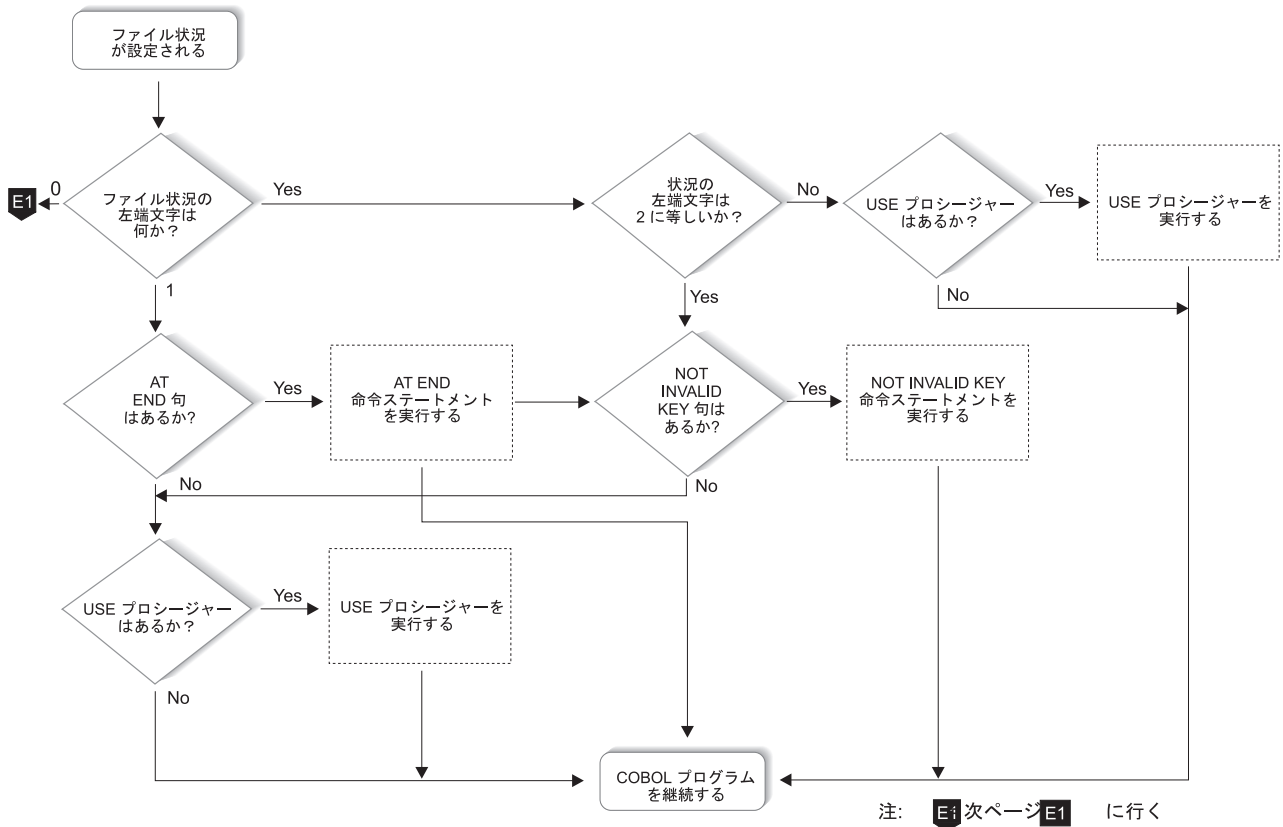 ファイル状況
が設定される
E1
0
ファイル状況の
左端文字は
何か？
Yes
状況の
左端文字は
2 に等しいか？
No
USE プロシージャー
はあるか？
Yes
USE プロシージャーを
実行する
1
Yes
No
AT
END 句
はあるか?
Yes
AT END
命令ステートメント
を実行する
NOT
INVALID
KEY 句は
あるか?
Yes
NOT INVALID KEY
命令ステートメントを
実行する
No
No
USE プロシージャー
はあるか？
Yes
USE プロシージャーを
実行する
No
COBOL プログラム
を継続する
注: E1 次ページ E1 に行く